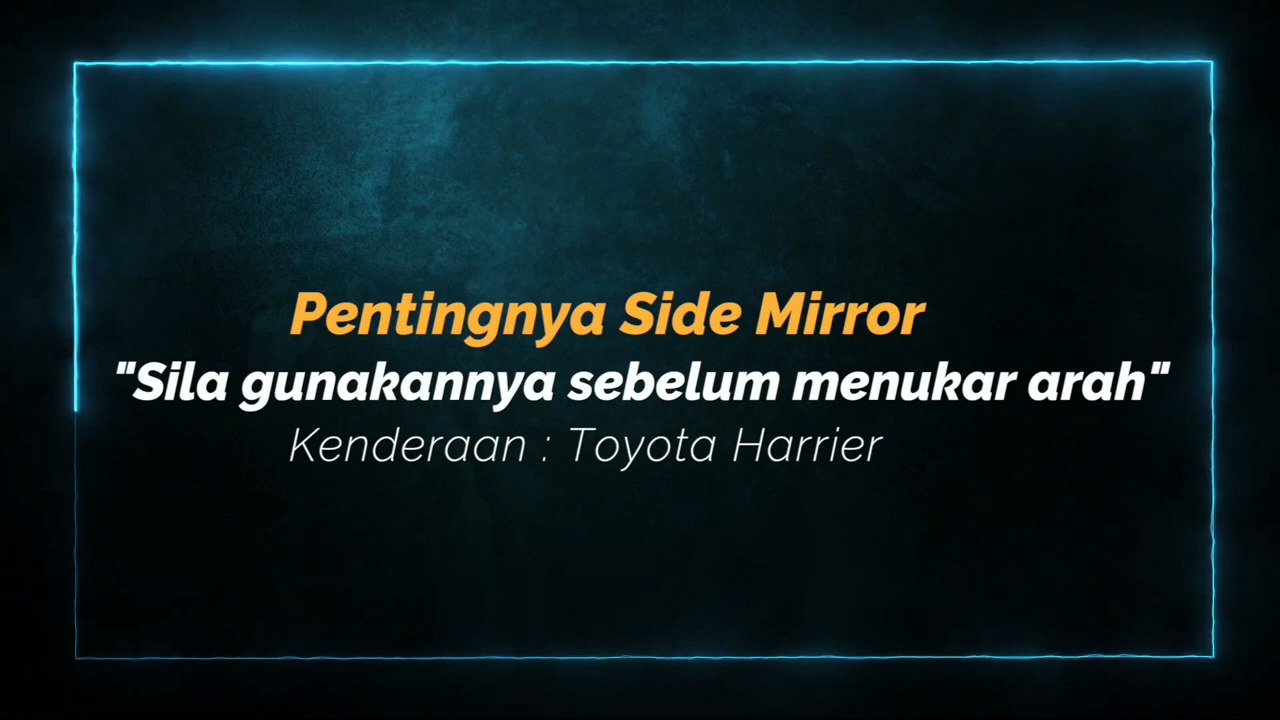 Pentingnya Side Mirror
"Sila gunakannya sebelum menukar arah"
Kenderaan : Toyota Harrier